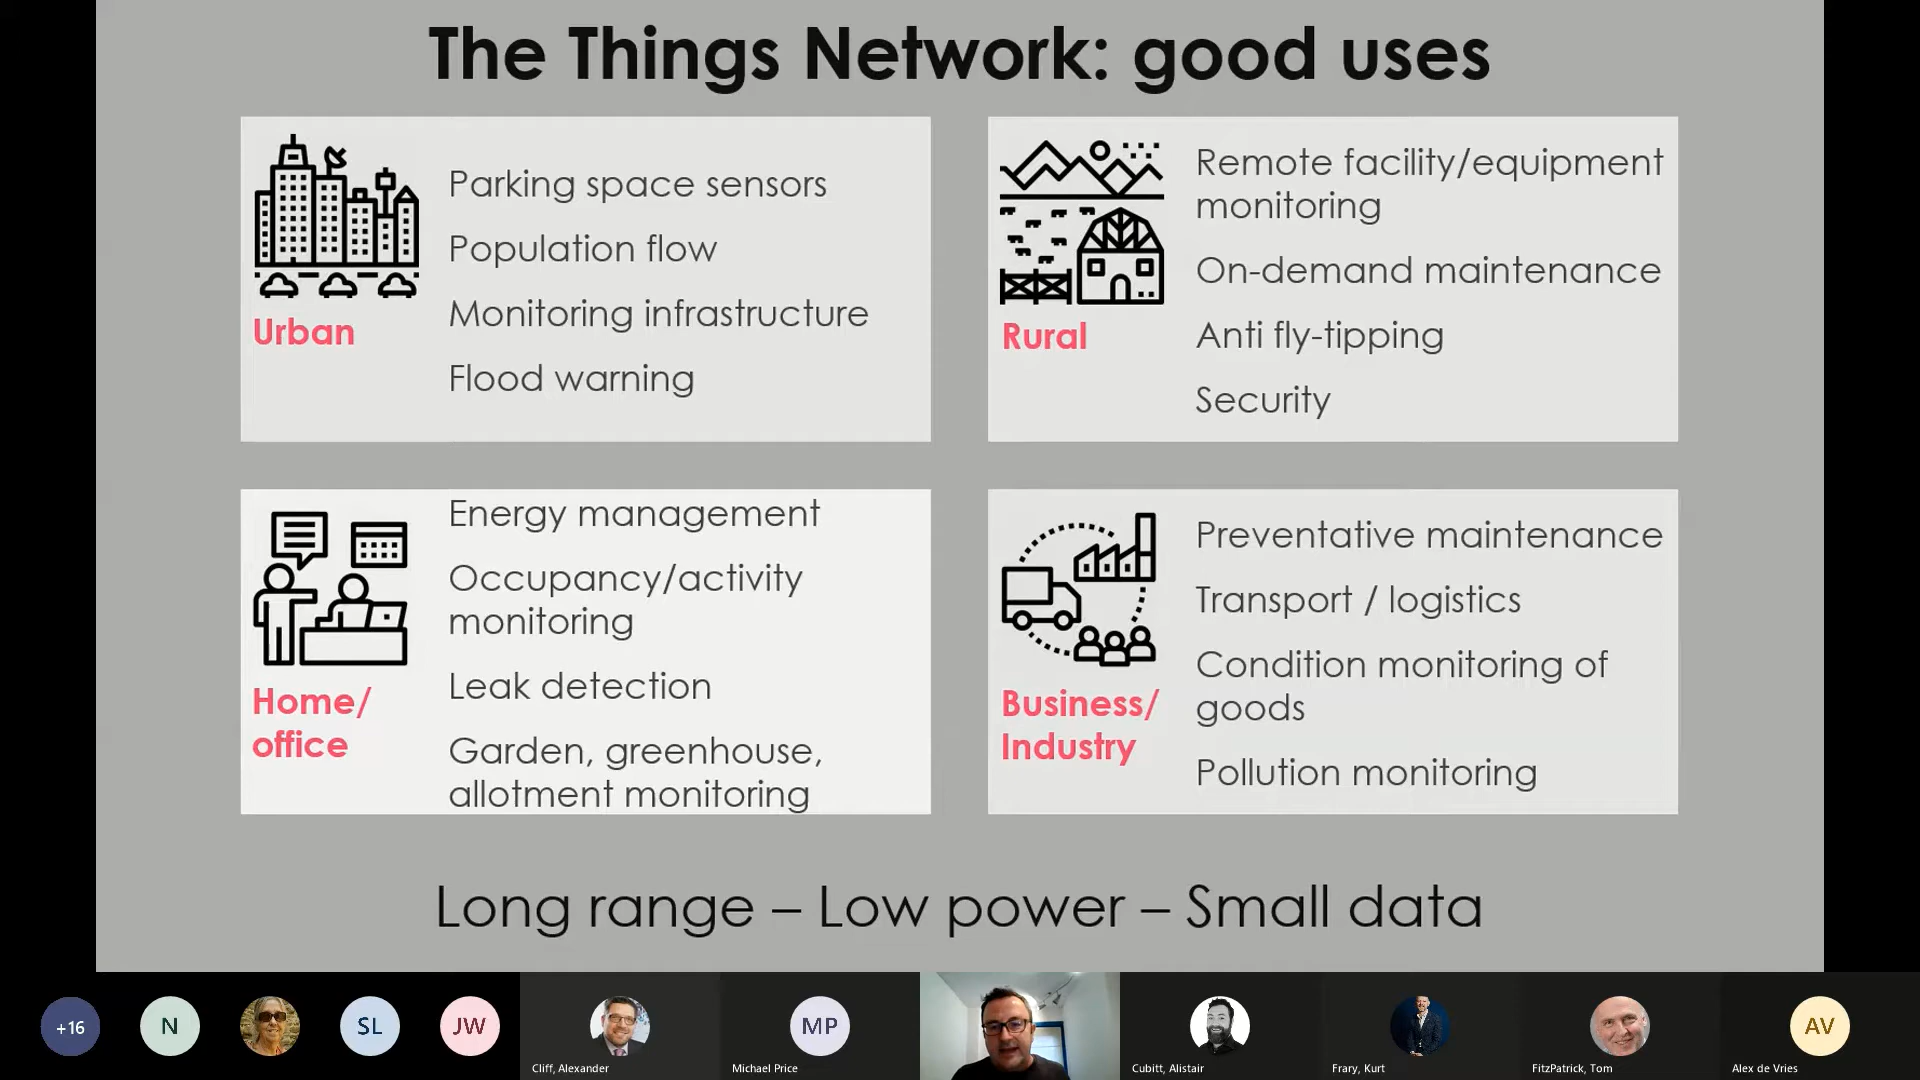 The Things Network: good uses
Parking space sensors
Population flow
Monitoring infrastructure
Flood warning
Urban
Remote facility/equipment
monitoring
On-demand maintenance
Anti fly-tipping
Security
Rural
Energy management
Occupancy/activity
monitoring
Leak detection
Garden, greenhouse,
allotment monitoring
Home/
office
Preventative maintenance
Transport / logistics
Condition monitoring of
goods
Pollution monitoring
Business/
Industry
Long range – Low power – Small data
+16
N
SL
JW
MP
AV
Cliff, Alexander
Michael Price
Cubitt, Alistair
Frary, Kurt
FitzPatrick, Tom
Alex de Vries